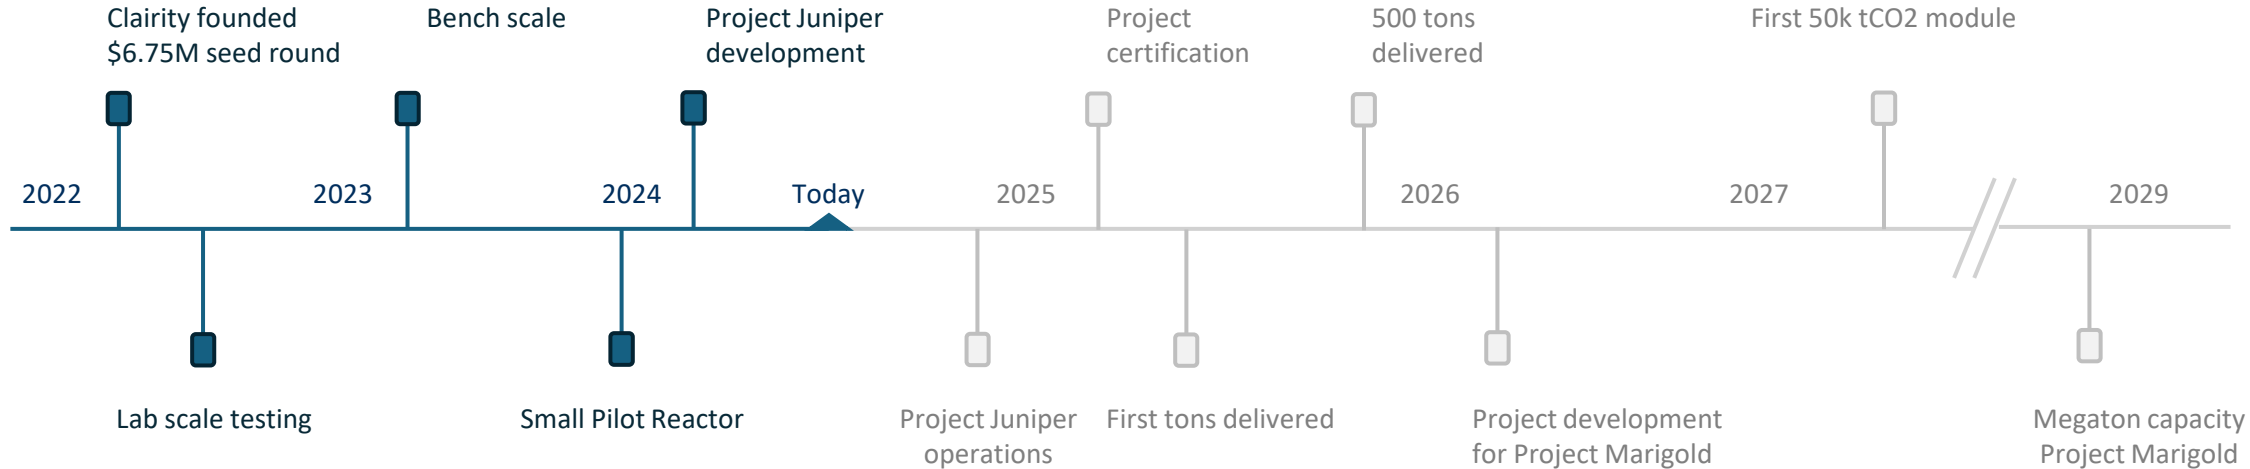 Clairity founded
$6.75M seed round
Bench scale
Project Juniper
development
Project
certification
500 tons
delivered
First 50k tCO2 module
2022
2023
2024
Today
2025
2026
2027
2029
Lab scale testing
Small Pilot Reactor
Project Juniper
operations
First tons delivered
Project development
for Project Marigold
Megaton capacity
Project Marigold